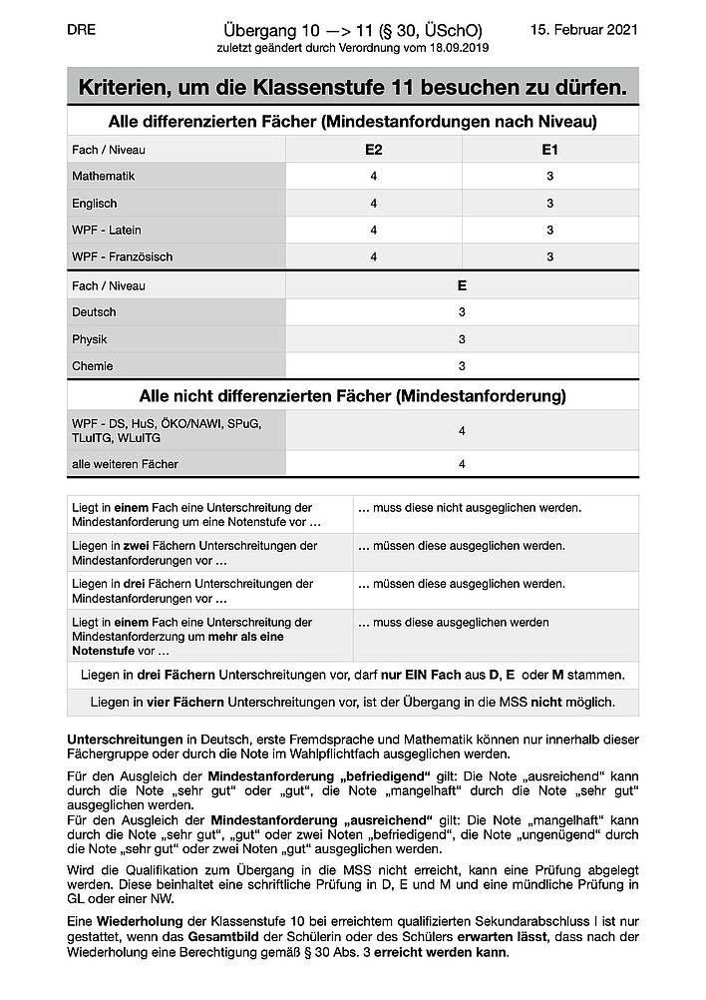 DRE
Übergang 10 —> 11 (§ 30, ÜSchO)
15. Februar 2021
zuletzt geändert durch Verordnung vom 18.09.2019
Kriterien, um die Klassenstufe 11 besuchen zu dürfen.
Alle differenzierten Fächer (Mindestanfordungen nach Niveau)
Fach / Niveau E2 E1
Mathematik 4 3
Englisch 4 3
WPF - Latein 4 3
WPF - Französisch 4 3
Fach / Niveau E
Deutsch 3
Physik 3
Chemie 3
Alle nicht differenzierten Fächer (Mindestanforderung)
WPF - DS, HuS, ÖKO/NAWI, SPuG,
TLuITG, WLuITG
4
alle weiteren Fächer 4
Liegt in einem Fach eine Unterschreitung der
Mindestanforderung um eine Notenstufe vor …
… muss diese nicht ausgeglichen werden.
Liegen in zwei Fächern Unterschreitungen der
Mindestanforderungen vor …
… müssen diese ausgeglichen werden.
Liegen in drei Fächern Unterschreitungen der
Mindestanforderungen vor …
… müssen diese ausgeglichen werden.
Liegt in einem Fach eine Unterschreitung der
Mindestanforderzung um mehr als eine
Notenstufe vor …
… muss diese ausgeglichen werden
Liegen in drei Fächern Unterschreitungen vor, darf nur EIN Fach aus D, E oder M stammen.
Liegen in vier Fächern Unterschreitungen vor, ist der Übergang in die MSS nicht möglich.
Unterschreitungen in Deutsch, erste Fremdsprache und Mathematik können nur innerhalb dieser
Fächergruppe oder durch die Note im Wahlpflichtfach ausgeglichen werden.
Für den Ausgleich der Mindestanforderung „befriedigend“ gilt: Die Note „ausreichend“ kann
durch die Note „sehr gut“ oder „gut“, die Note „mangelhaft“ durch die Note „sehr gut“
ausgeglichen werden.
Für den Ausgleich der Mindestanforderung „ausreichend“ gilt: Die Note „mangelhaft“ kann
durch die Note „sehr gut“, „gut“ oder zwei Noten „befriedigend“, die Note „ungenügend“ durch
die Note „sehr gut“ oder zwei Noten „gut“ ausgeglichen werden.
Wird die Qualifikation zum Übergang in die MSS nicht erreicht, kann eine Prüfung abgelegt
werden. Diese beinhaltet eine schriftliche Prüfung in D, E und M und eine mündliche Prüfung in
GL oder einer NW.
Eine Wiederholung der Klassenstufe 10 bei erreichtem qualifizierten Sekundarabschluss I ist nur
gestattet, wenn das Gesamtbild der Schülerin oder des Schülers erwarten lässt, dass nach der
Wiederholung eine Berechtigung gemäß § 30 Abs. 3 erreicht werden kann.